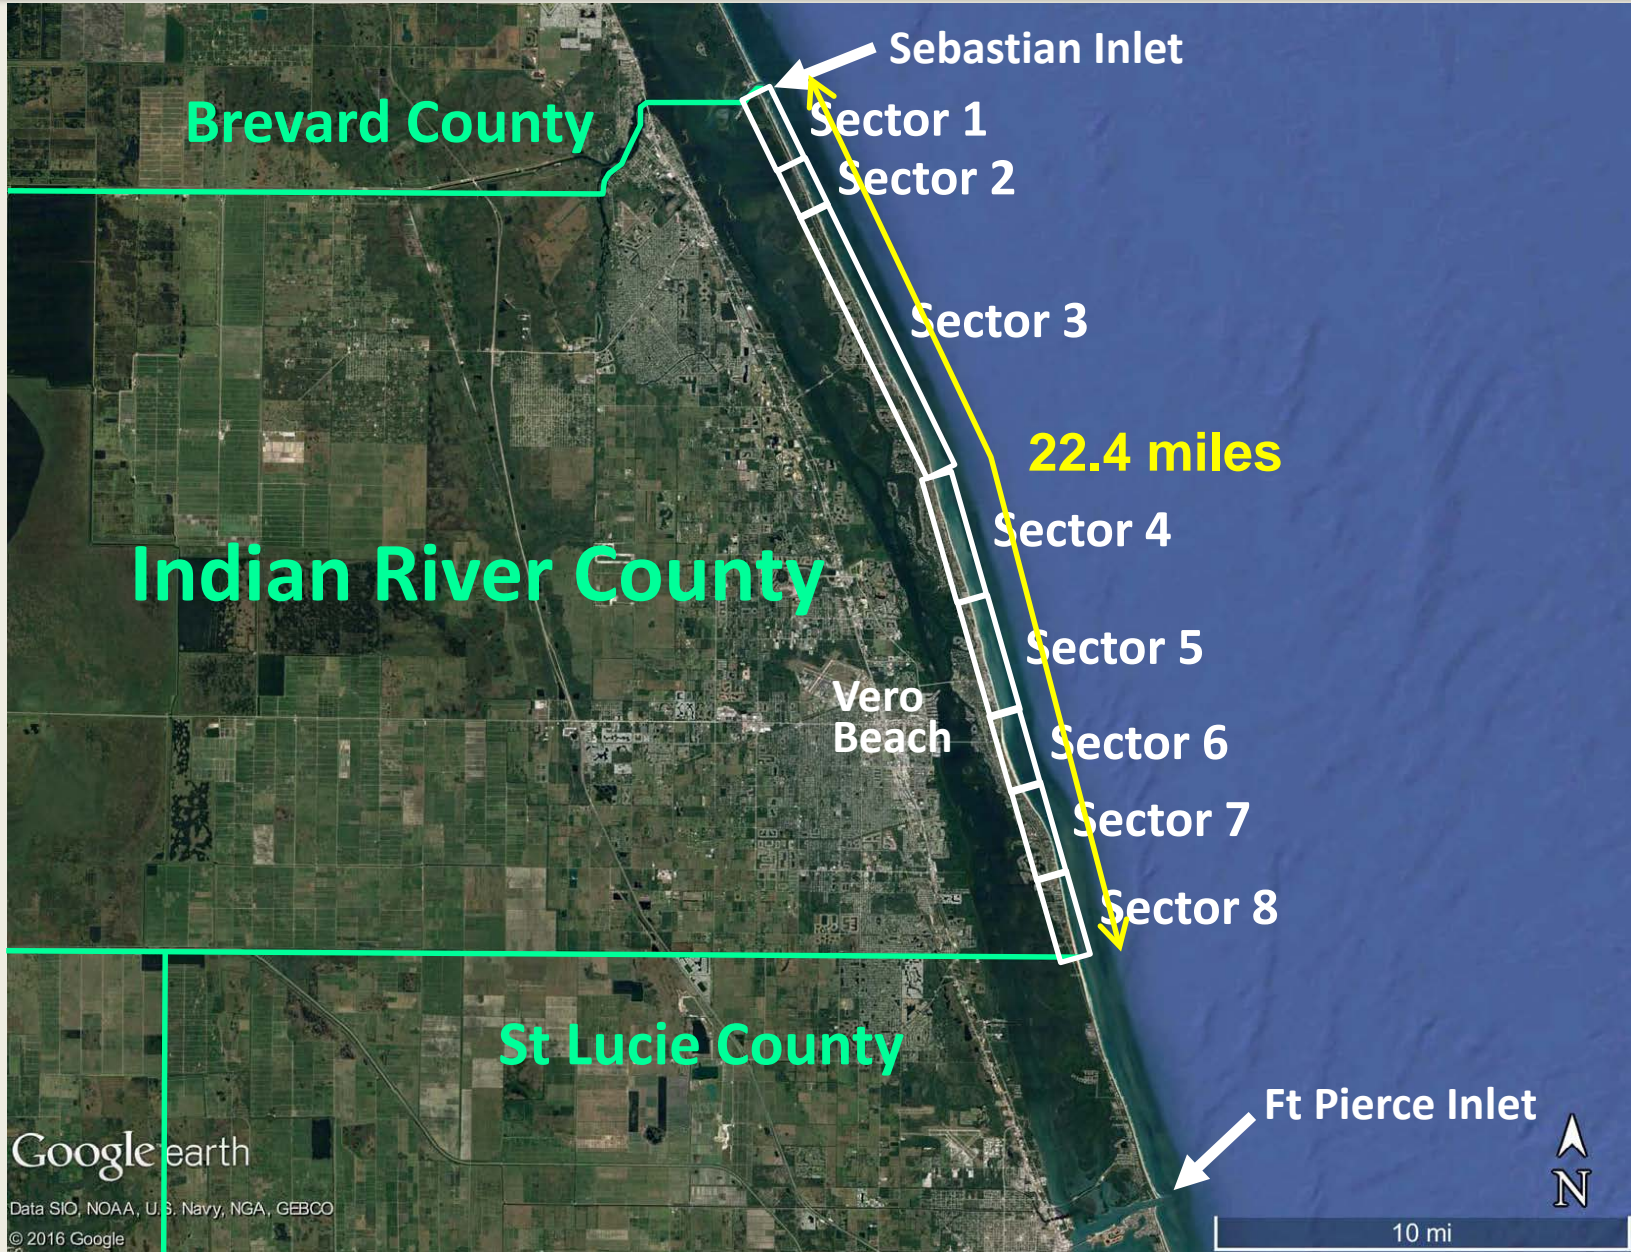 Sebastian Inlet
Brevard County
Sector 1
Sector 2
Sector 3
22.4 miles
Sector 4
Indian River County
Sector 5
Vero
Beach
Sector 6
Sector 7
Sector 8
St Lucie County
Ft Pierce Inlet
Google earth
N
Data SIO, NOAA, U.S. Navy, NGA, GEBCO
© 2016 Google
10 mi